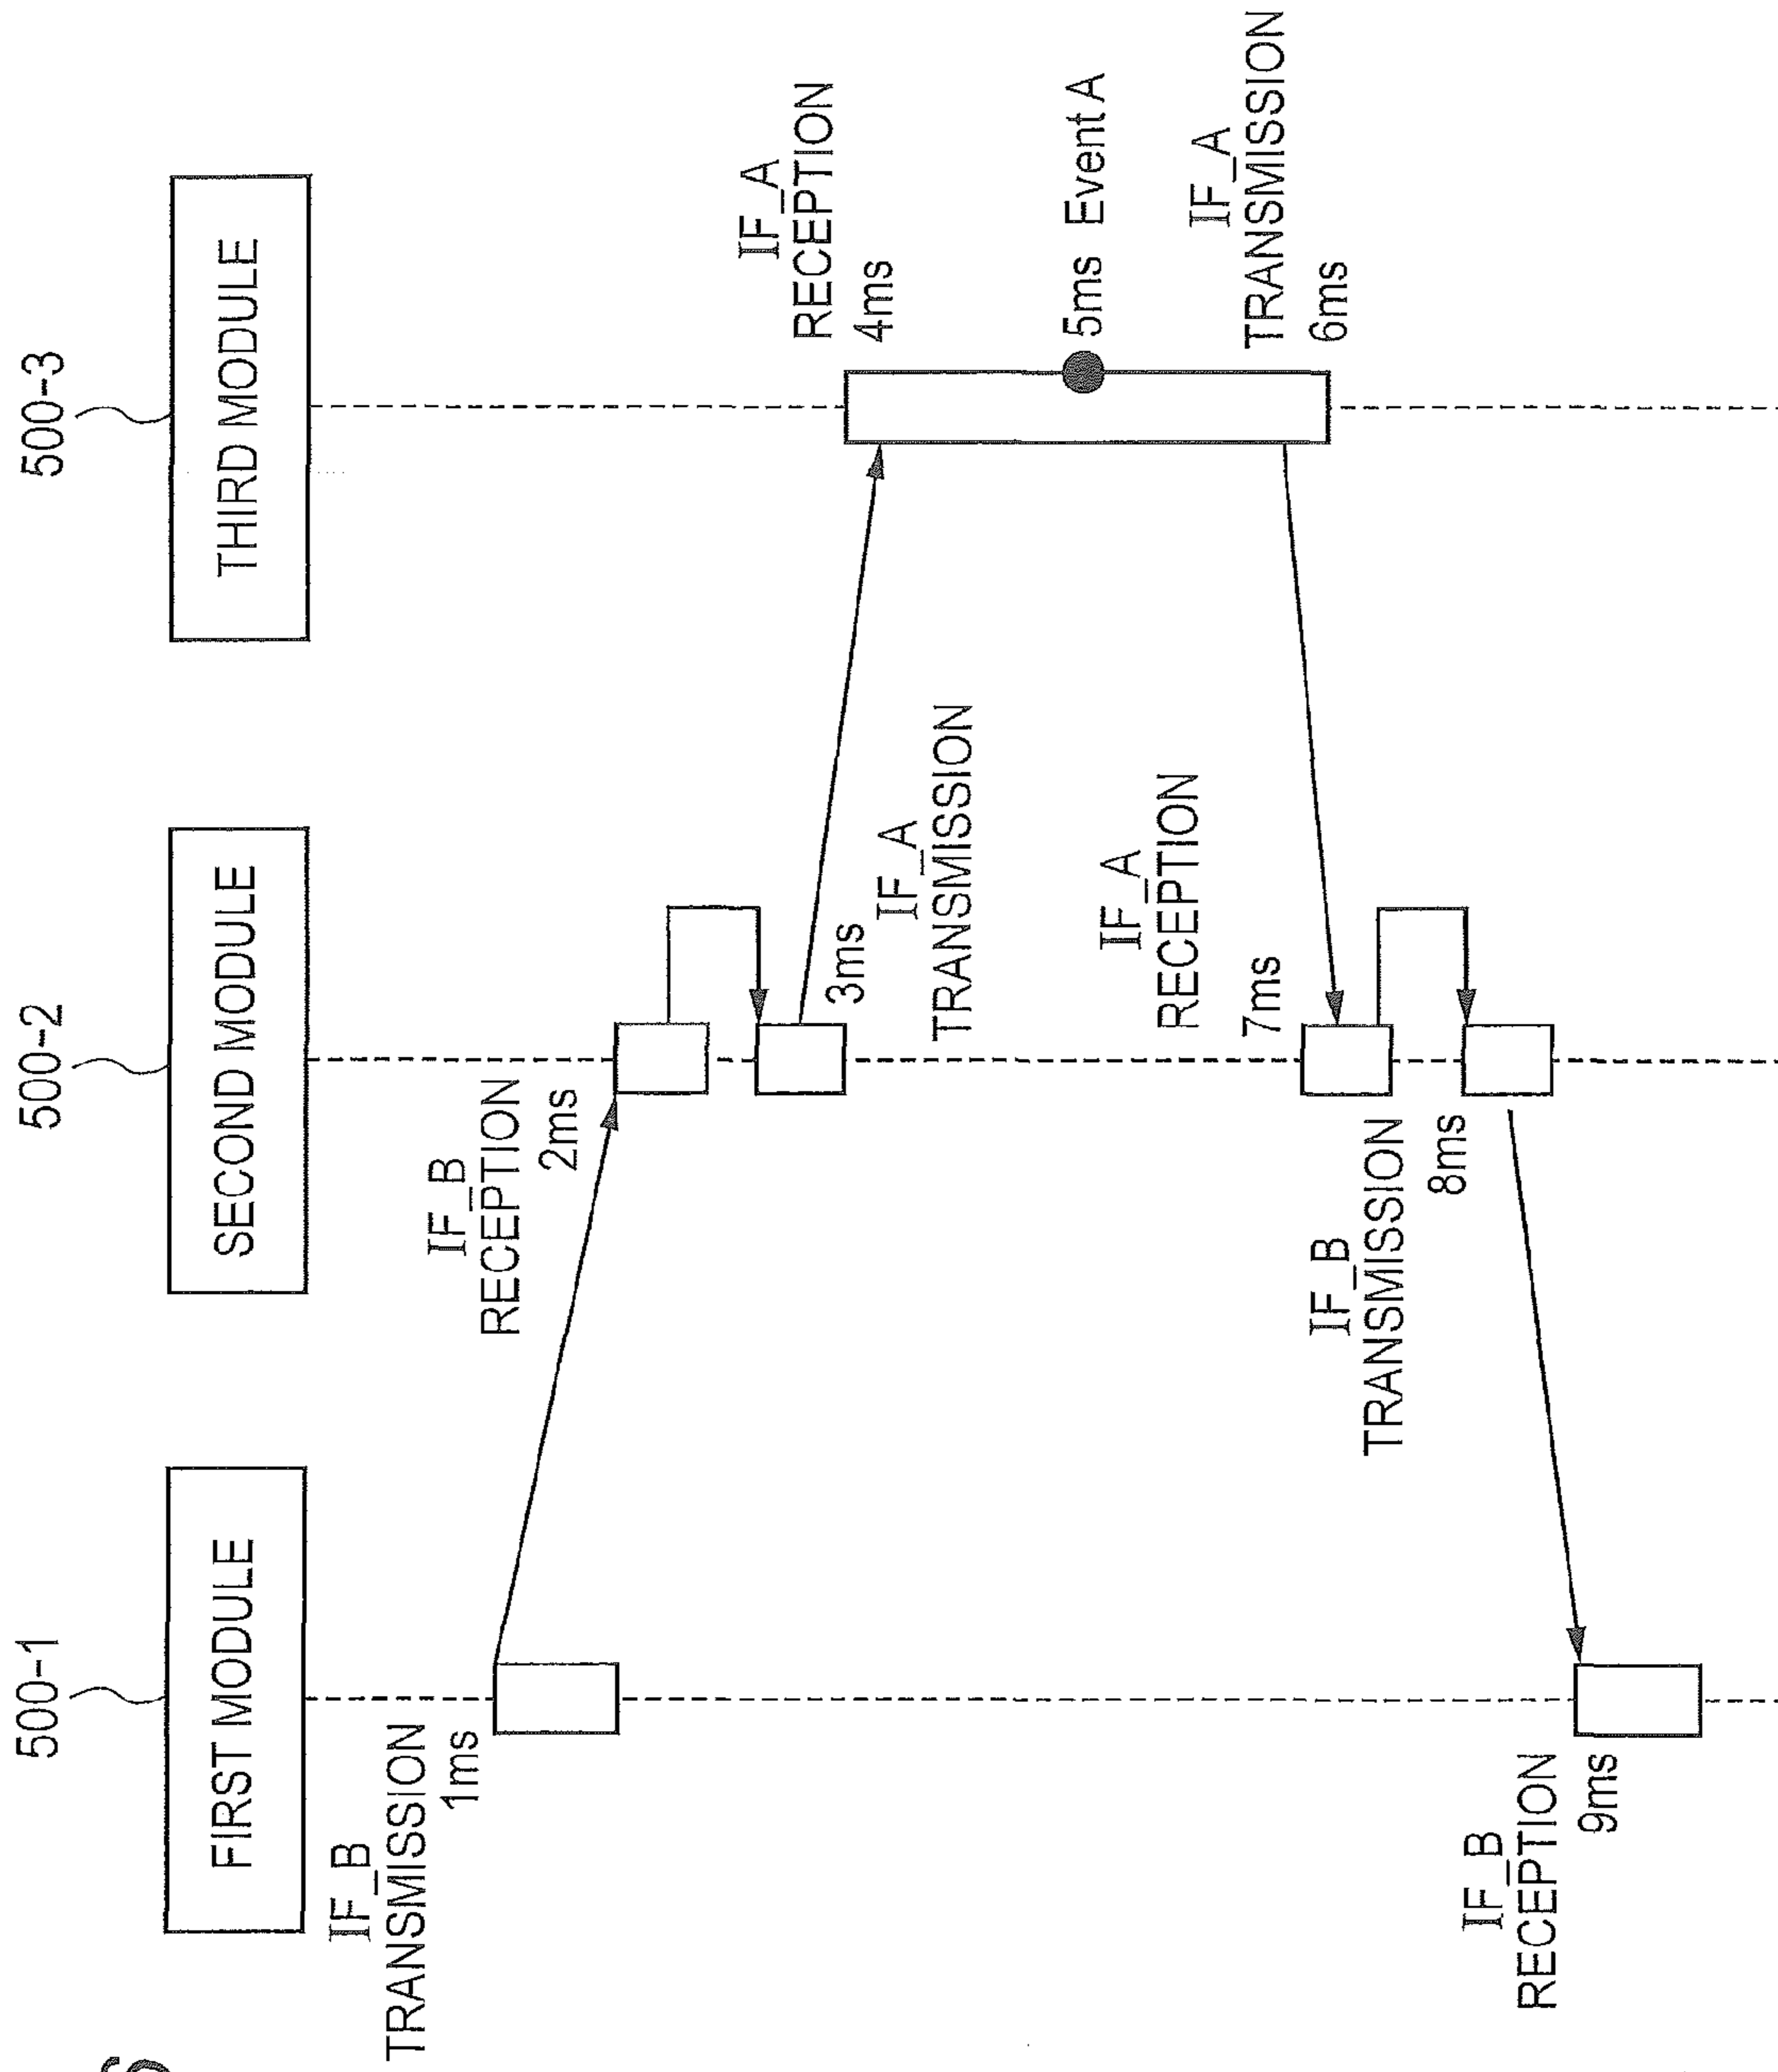 500-1
500-2
500-3
FIRST MODULE
SECOND MODULE
THIRD MODULE
IF_B
TRANSMISSION
1ms
IF_B
RECEPTION
2ms
3ms
IF_A
TRANSMISSION
IF_A
RECEPTION
4ms
5ms Event A
IF_A
TRANSMISSION
6ms
IF_A
RECEPTION
7ms
IF_B
TRANSMISSION
8ms
IF_B
RECEPTION
9ms